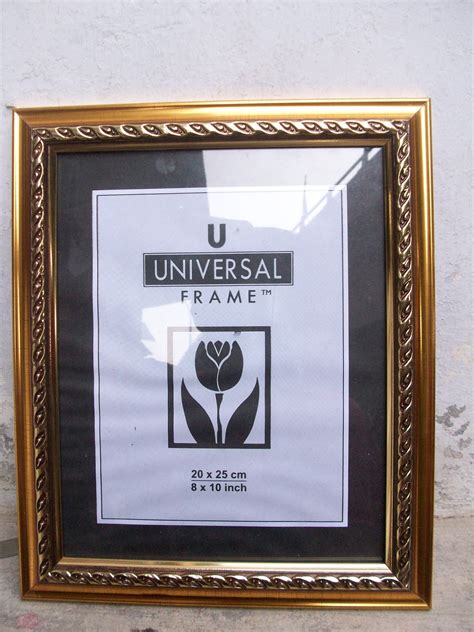 U
UNIVERSAL
FRAME™
20 x 25 cm
8 x 10 inch